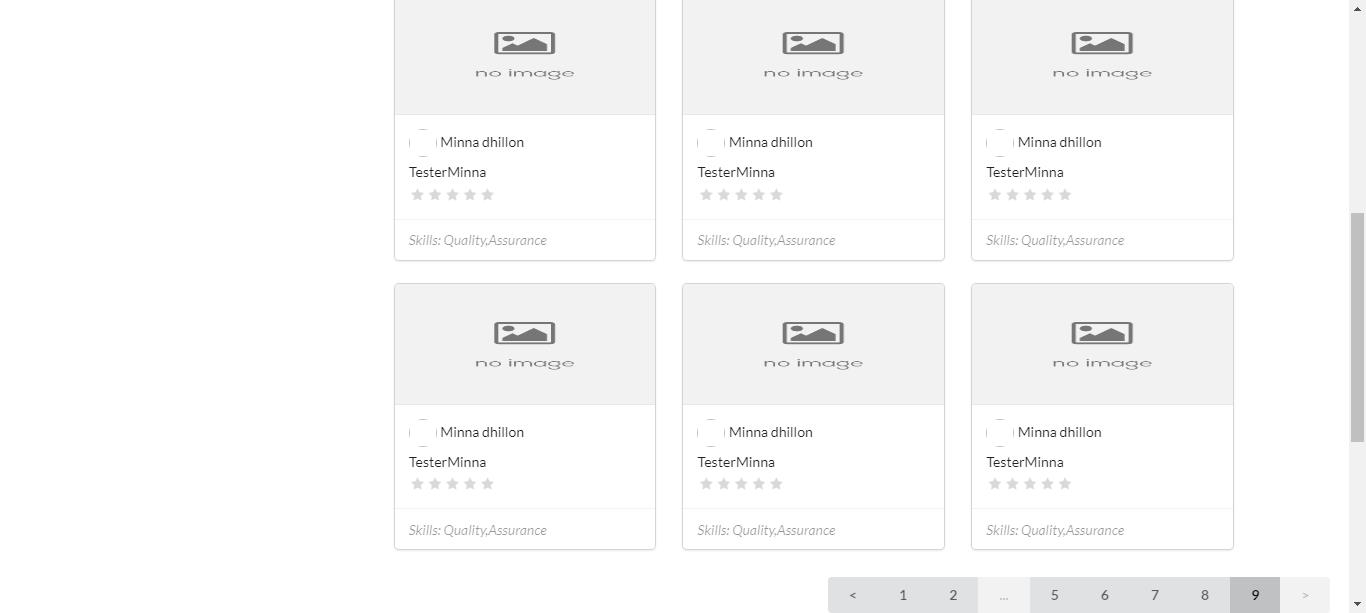 no image no image no image
Minna dhillon Minna dhillon Minna dhillon
TesterMinna TesterMinna TesterMinna
Skills: Quality,Assurance Skills: Quality,Assurance Skills: Quality,Assurance
no image no image no image
Minna dhillon Minna dhillon Minna dhillon
TesterMinna TesterMinna TesterMinna
Skills: Quality,Assurance Skills: Quality,Assurance Skills: Quality,Assurance
< 1 2 ... 5 6 7 8 9 >